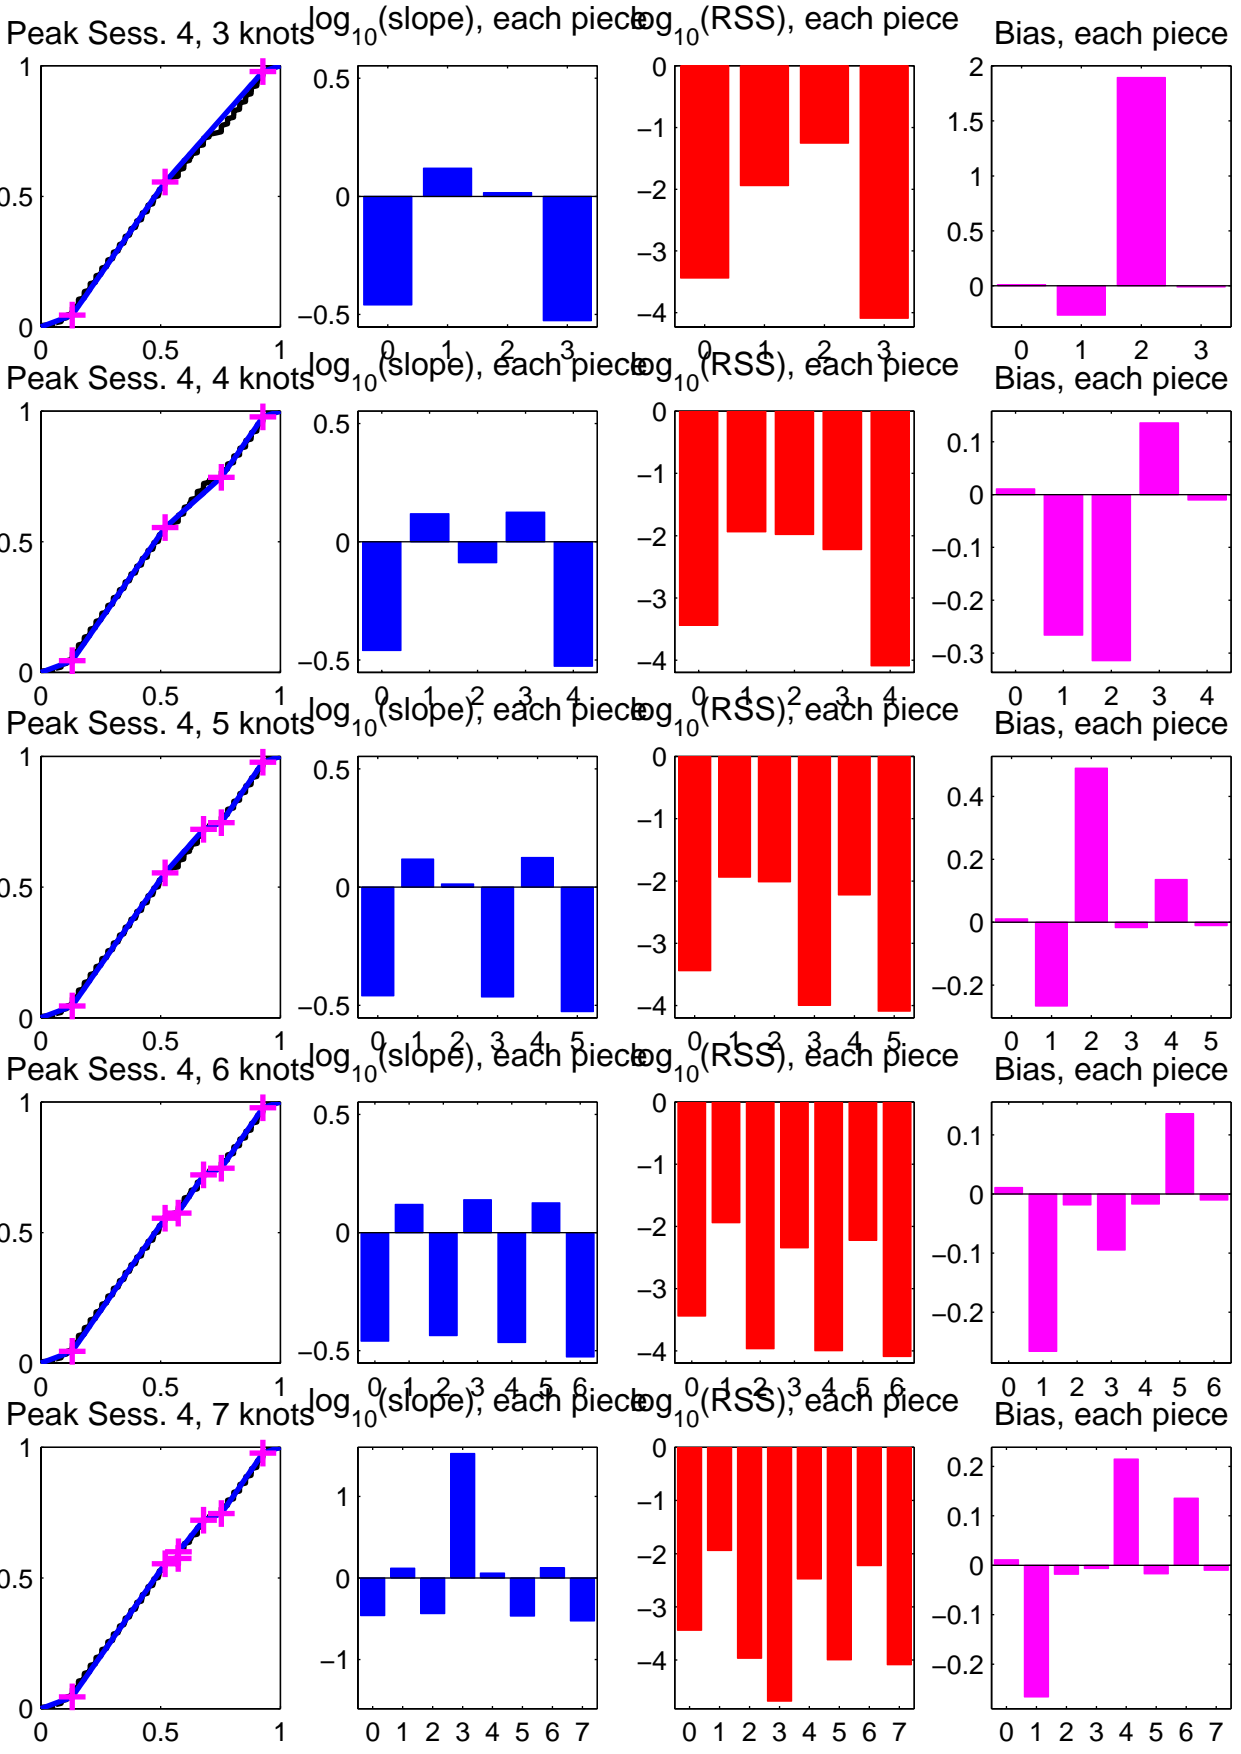 Peak Sess. 4, 3 knots
log10(slope), each piece
log10(RSS), each piece
Bias, each piece
1
0.5
0
0 0.5 1
0.5
0
−0.5
0 1 2 3
0
−1
−2
−3
−4
0 1 2 3
2
1.5
1
0.5
0
0 1 2 3
Peak Sess. 4, 4 knots
log10(slope), each piece
log10(RSS), each piece
Bias, each piece
1
0.5
0
0 0.5 1
0.5
0
−0.5
0 1 2 3 4
0
−1
−2
−3
−4
0 1 2 3 4
0.1
0
−0.1
−0.2
−0.3
0 1 2 3 4
Peak Sess. 4, 5 knots
log10(slope), each piece
log10(RSS), each piece
Bias, each piece
1
0.5
0
0 0.5 1
0.5
0
−0.5
0 1 2 3 4 5
0
−1
−2
−3
−4
0 1 2 3 4 5
0.4
0.2
0
−0.2
0 1 2 3 4 5
Peak Sess. 4, 6 knots
log10(slope), each piece
log10(RSS), each piece
Bias, each piece
1
0.5
0
0 0.5 1
0.5
0
−0.5
0 1 2 3 4 5 6
0
−1
−2
−3
−4
0 1 2 3 4 5 6
0.1
0
−0.1
−0.2
0 1 2 3 4 5 6
Peak Sess. 4, 7 knots
log10(slope), each piece
log10(RSS), each piece
Bias, each piece
1
0.5
0
0 0.5 1
1
0
−1
0 1 2 3 4 5 6 7
0
−1
−2
−3
−4
0 1 2 3 4 5 6 7
0.2
0.1
0
−0.1
−0.2
0 1 2 3 4 5 6 7